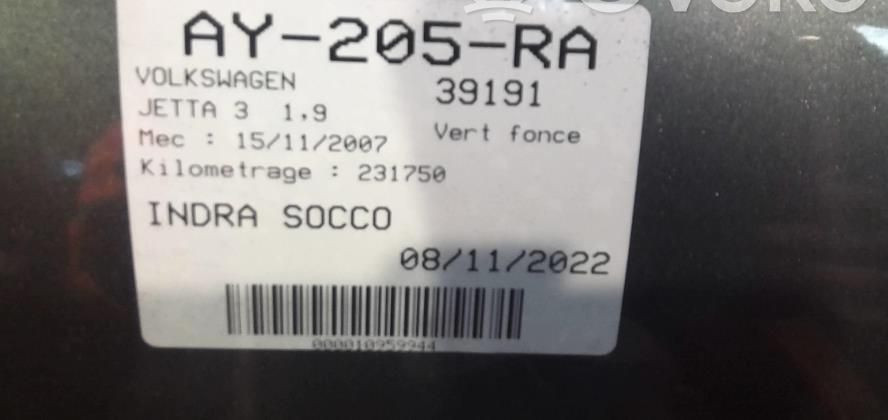 AY-205-RA
VOLKSWAGEN 39191
JETTA 3 1,9
Mec : 15/11/2007 Vert fonce
Kilometrage : 231750
INDRA SOCCO
08/11/2022
000010959944